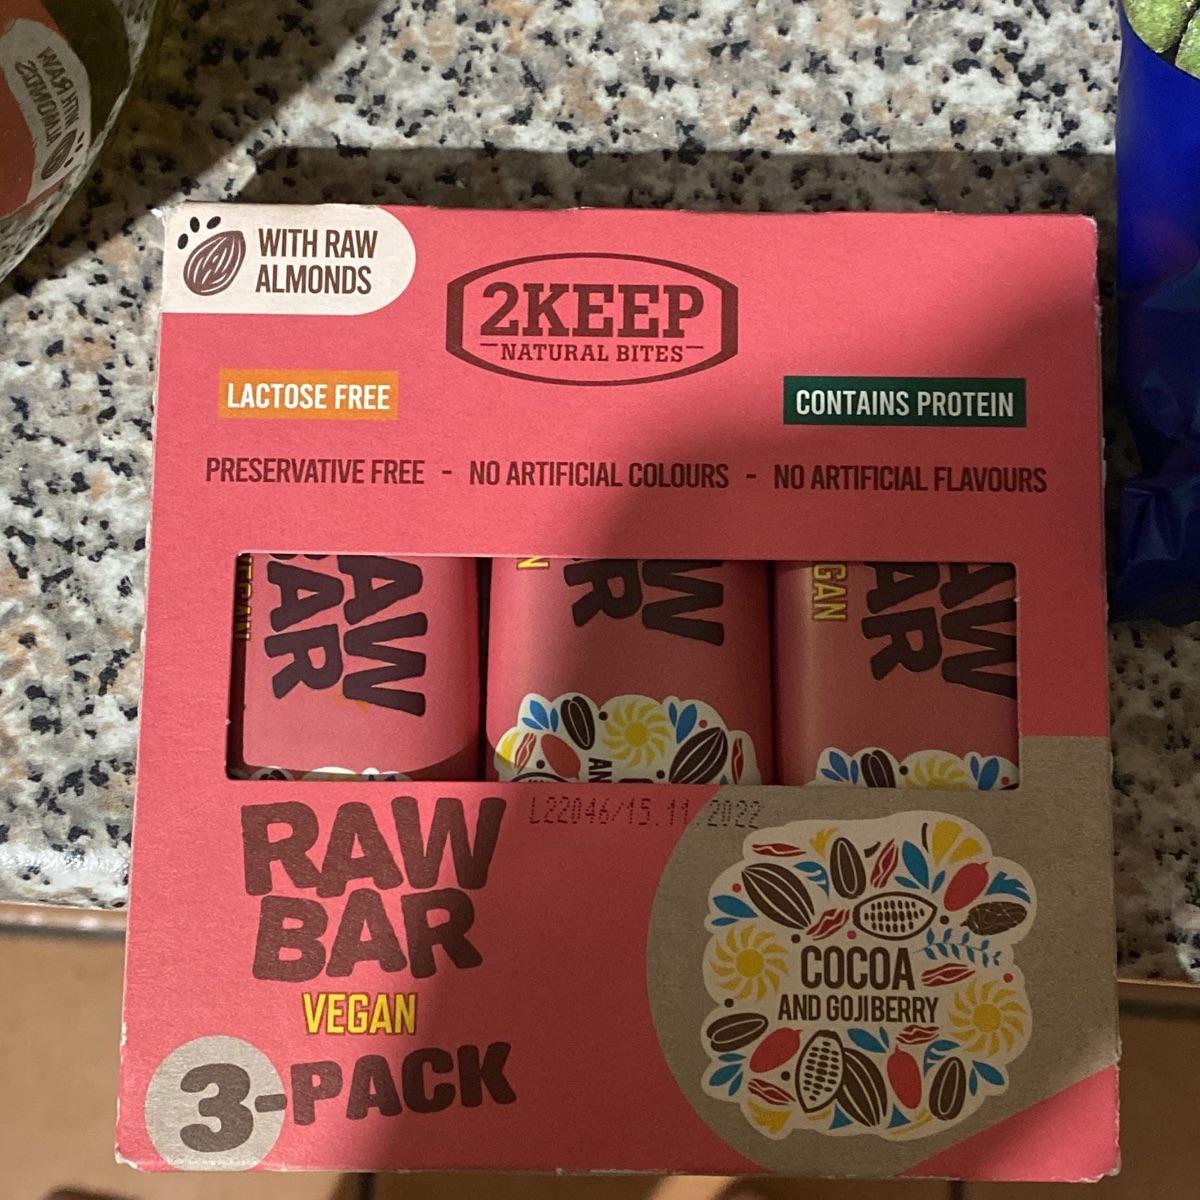 WITH RAW
ALMONDS
WITH RAW
ALMONDS
2KEEP
NATURAL BITES
LACTOSE FREE
CONTAINS PROTEIN
PRESERVATIVE FREE - NO ARTIFICIAL COLOURS - NO ARTIFICIAL FLAVOURS
L22046/15.11.2022
RAW
BAR
VEGAN
3-PACK
COCOA
AND GOJIBERRY